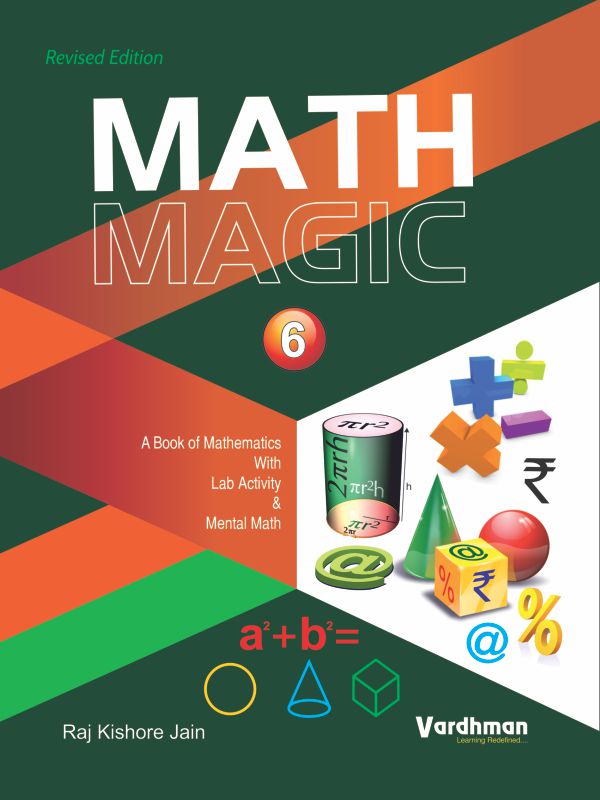 Revised Edition
MATH
MAGIC
6
A Book of Mathematics
With
Lab Activity
&
Mental Math
πr²
2πrh
πr²h
h
r
πr²
2πr
₹
@
@
%
₹
%
@
a²+b²=
Raj Kishore Jain
Vardhman
Learning Redefined....